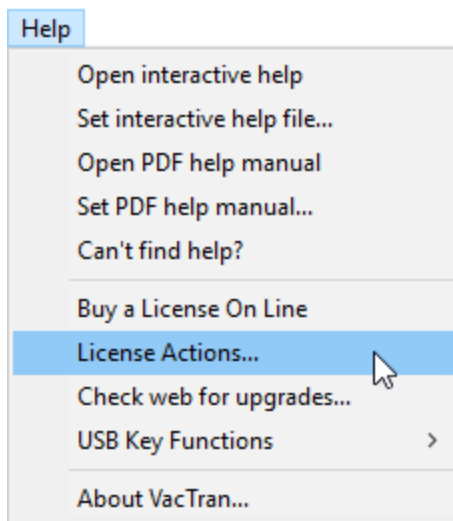 Help
Open interactive help
Set interactive help file...
Open PDF help manual
Set PDF help manual...
Can't find help?
Buy a License On Line
License Actions...
Check web for upgrades...
USB Key Functions
About VacTran...